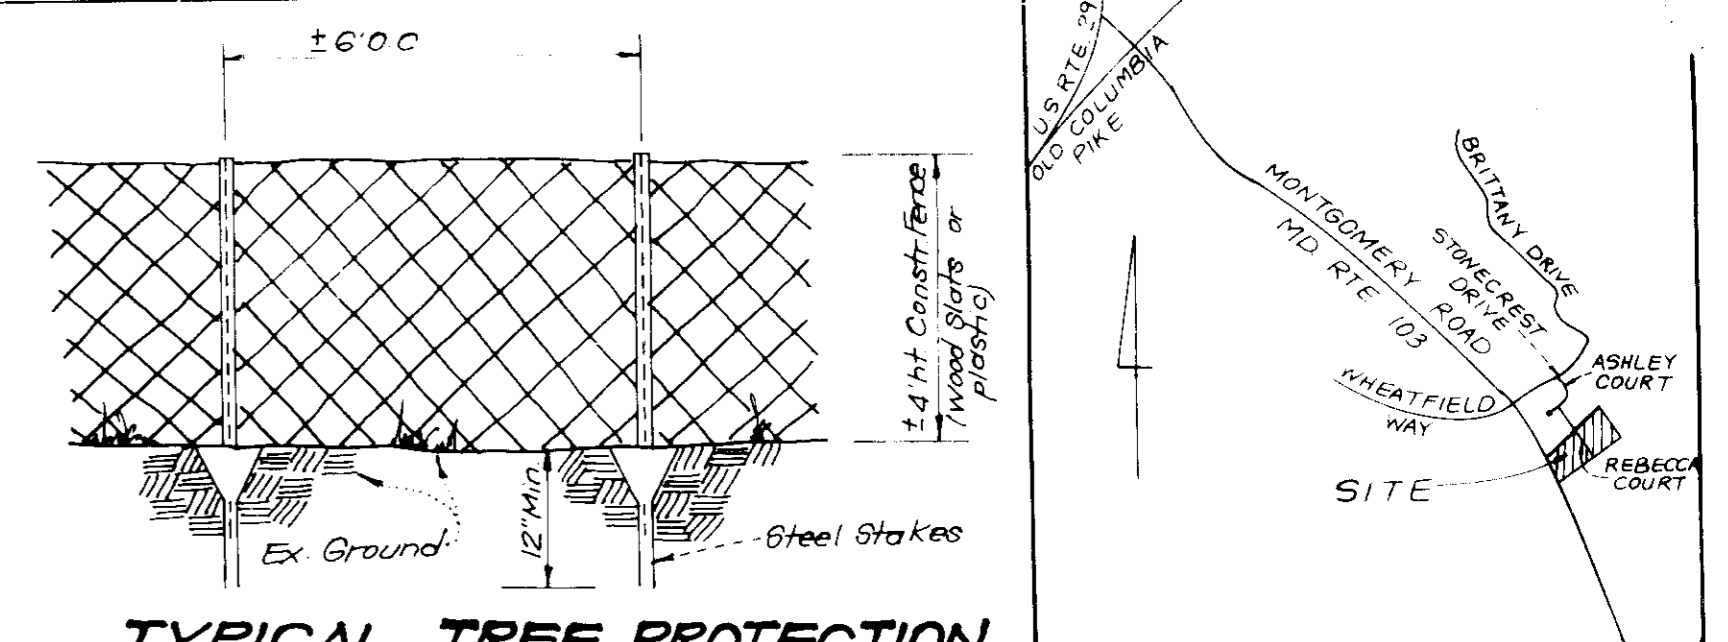 ±6'0.C
±4'ht Constr. Fence
(Wood Slats or
plastic)
12" Min.
Ex. Ground
Steel Stakes
TYPICAL TREE PROTECTION
U.S RTE. 29
OLD COLUMBIA
PIKE
MONTGOMERY ROAD
MD. RTE 103
BRITTANY DRIVE
STONECREST
DRIVE
WHEATFIELD
WAY
ASHLEY
COURT
REBECCA
COURT
SITE